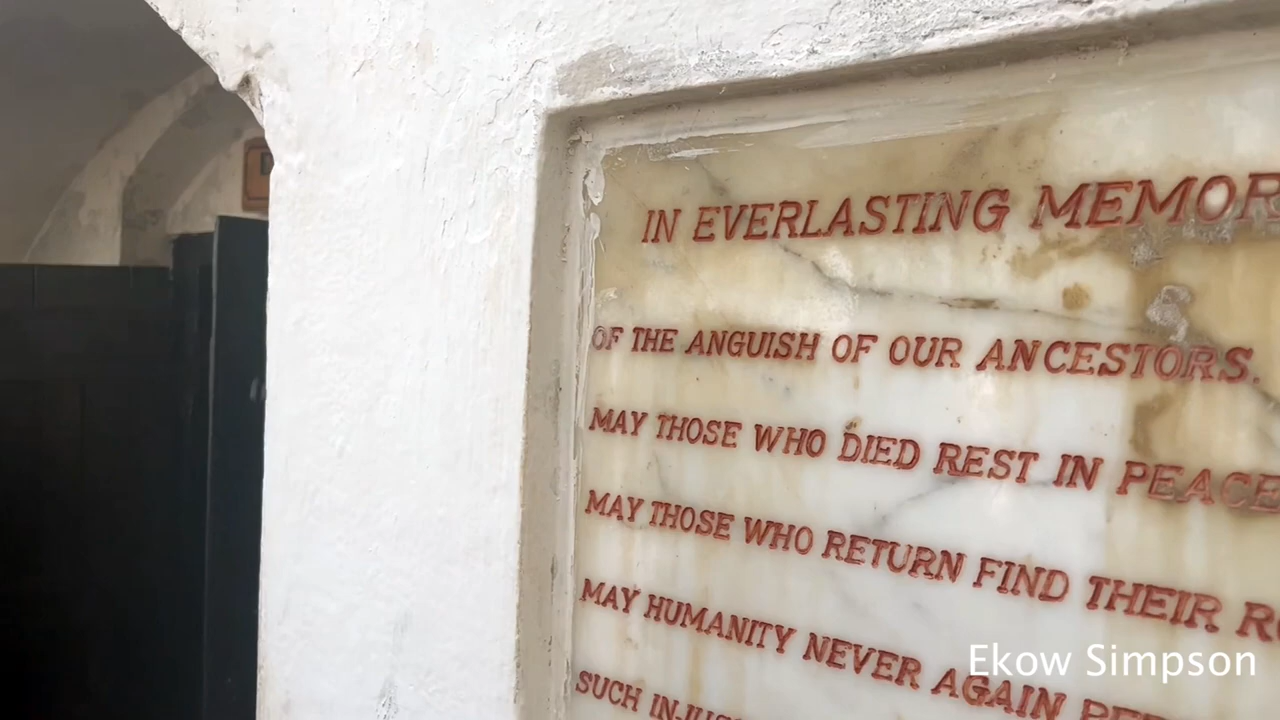 IN EVERLASTING MEMOR
OF THE ANGUISH OF OUR ANCESTORS.
MAY THOSE WHO DIED REST IN PEACE
MAY THOSE WHO RETURN FIND THEIR R
MAY HUMANITY NEVER AGAIN
SUCH
Ekow Simpson